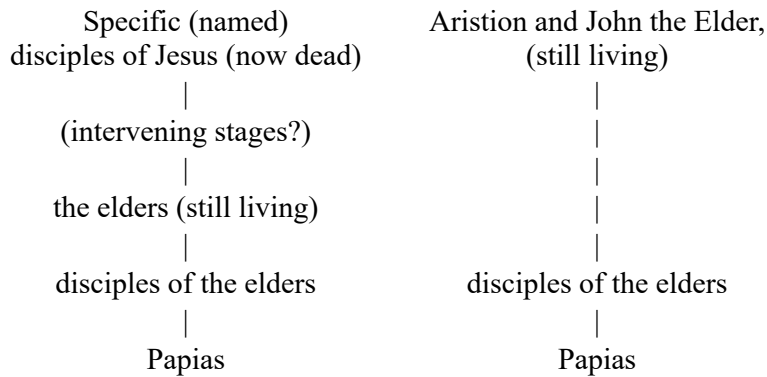 Specific (named)
disciples of Jesus (now dead)
(intervening stages?)
the elders (still living)
disciples of the elders
Papias
Aristion and John the Elder,
(still living)
disciples of the elders
Papias